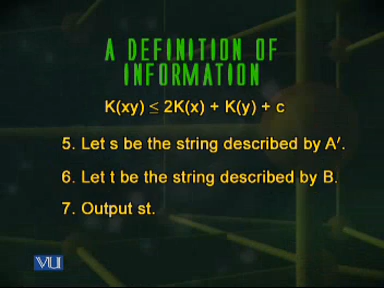 A DEFINITION OF
INFORMATION
K(xy) ≤ 2K(x) + K(y) + c
5. Let s be the string described by A′.
6. Let t be the string described by B.
7. Output st.
VU